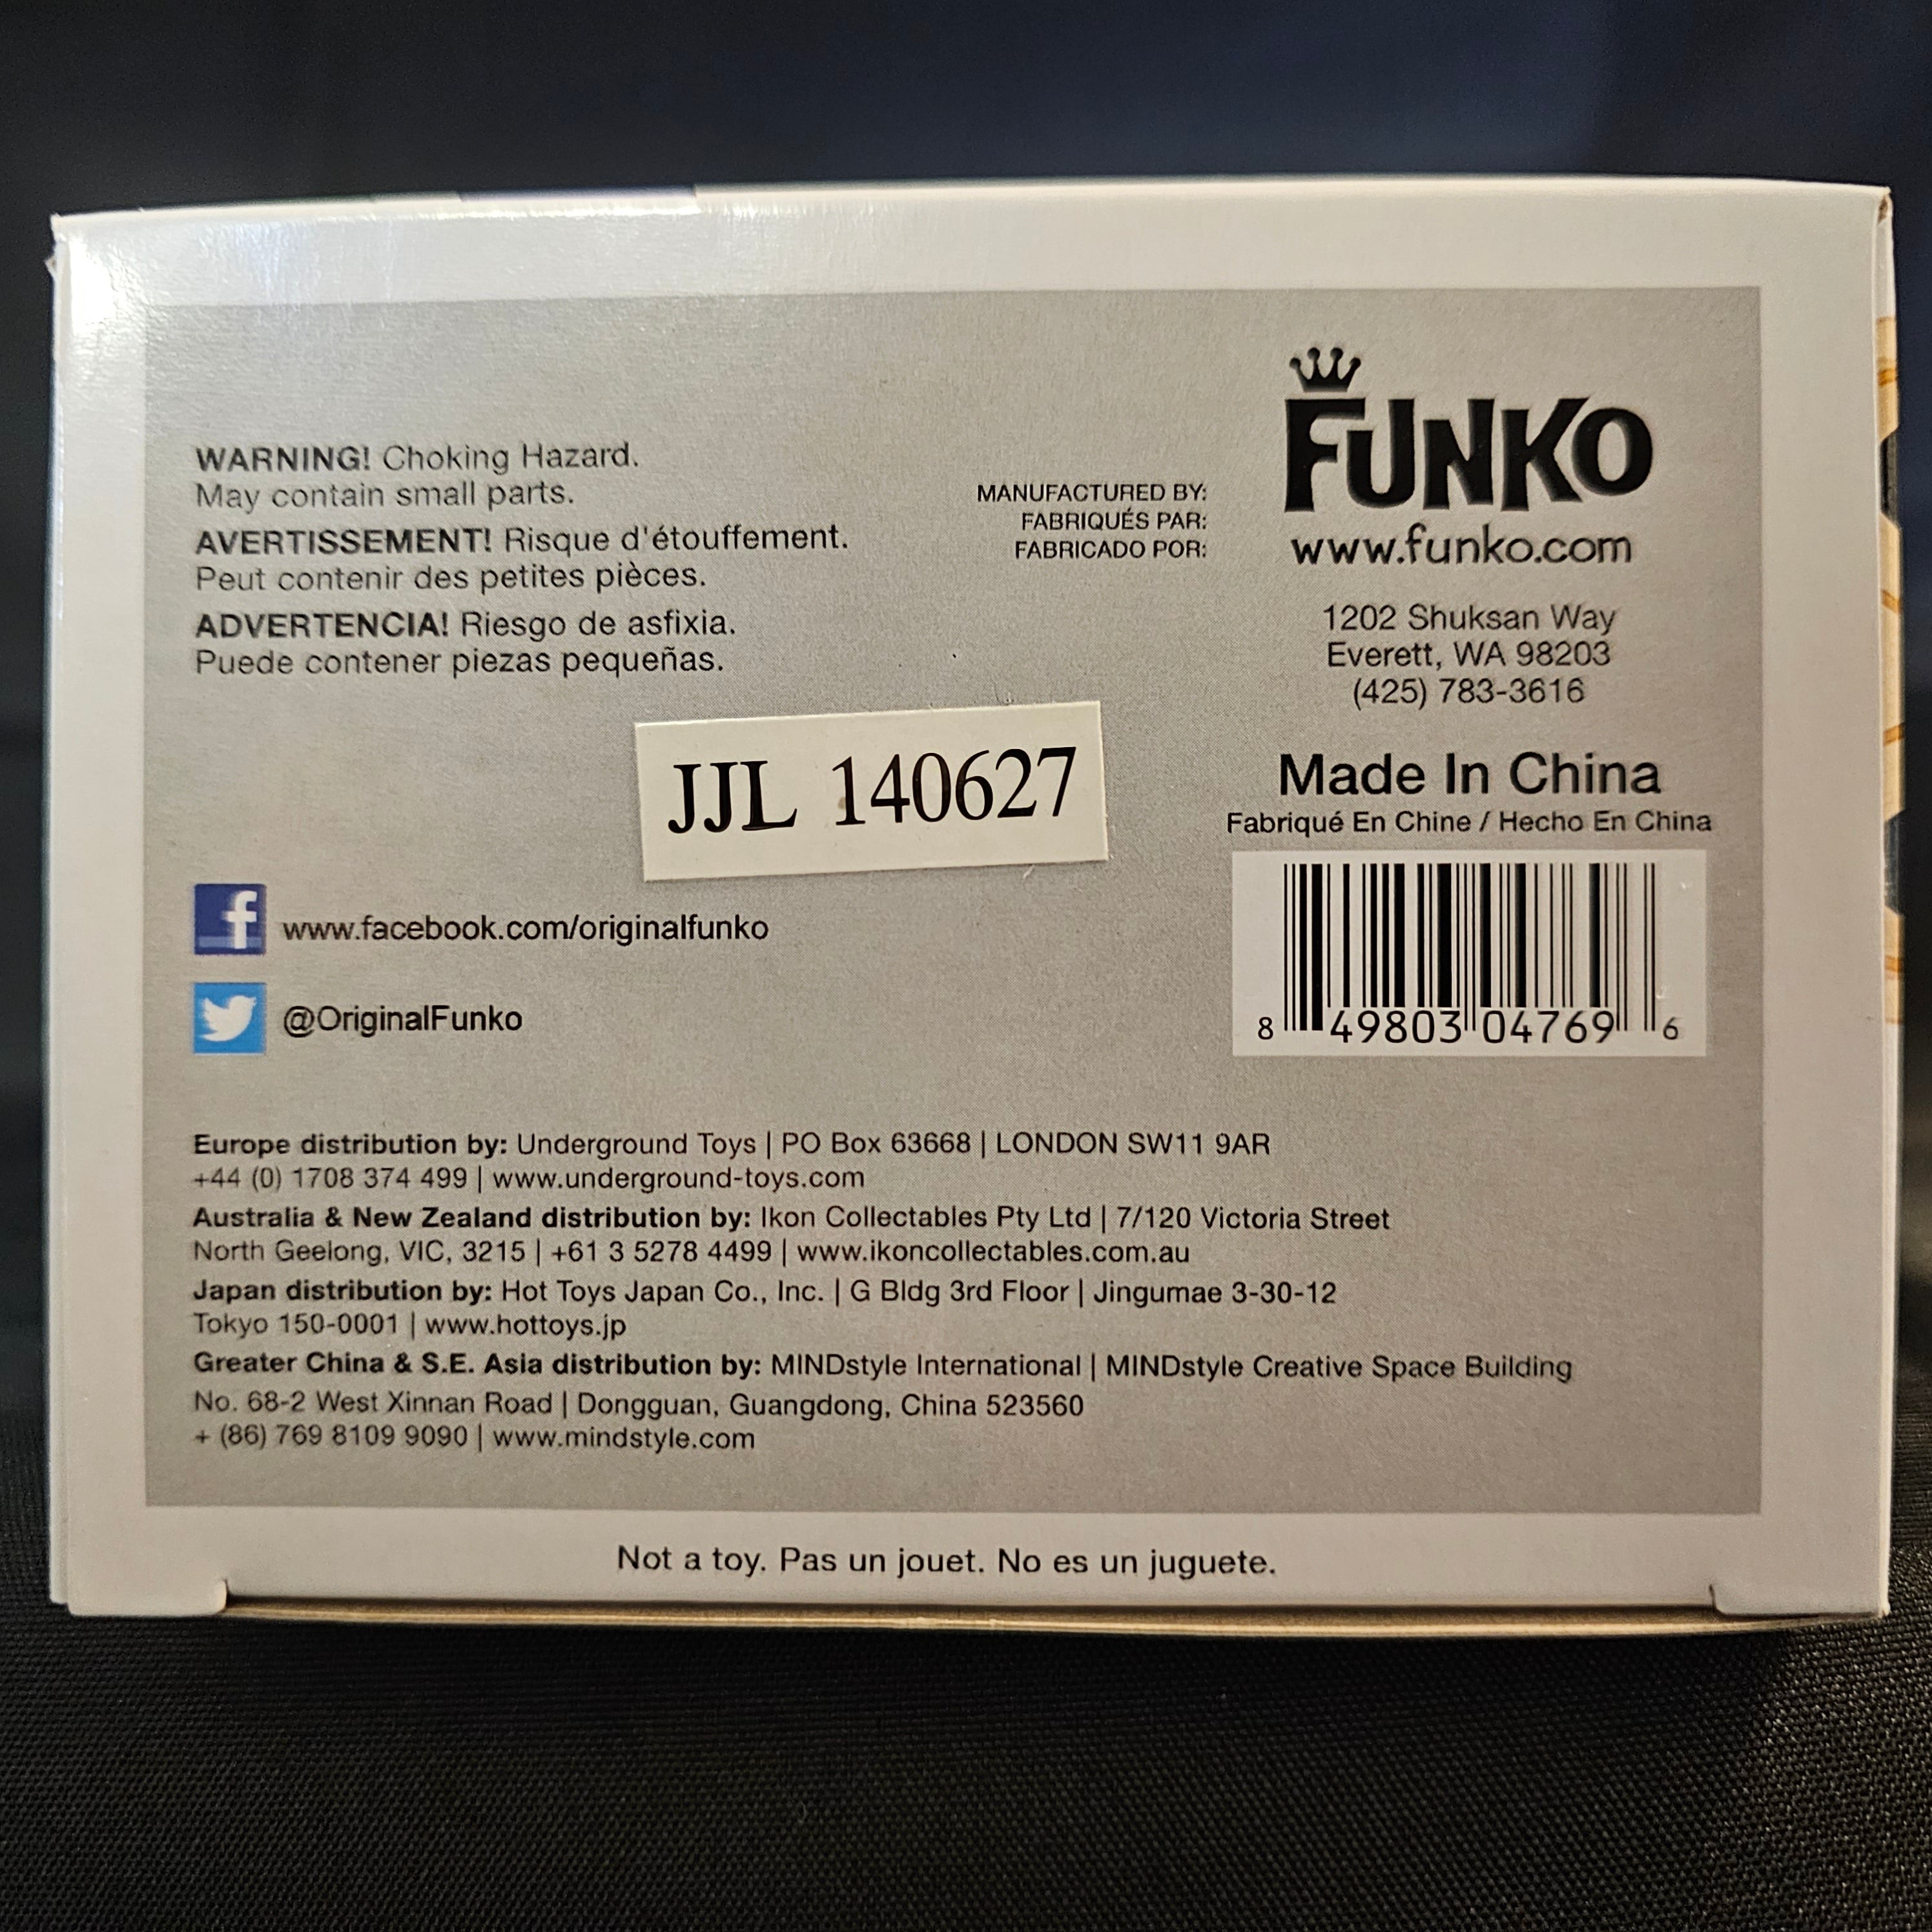 WARNING! Choking Hazard.
May contain small parts.
AVERTISSEMENT! Risque d'étouffement.
Peut contenir des petites pièces.
ADVERTENCIA! Riesgo de asfixia.
Puede contener piezas pequeñas.
MANUFACTURED BY:
FABRIQUÉS PAR:
FABRICADO POR:
FUNKO
www.funko.com
1202 Shuksan Way
Everett, WA 98203
(425) 783-3616
JJL 140627
Made In China
Fabriqué En Chine / Hecho En China
8 49803 04769 6
f www.facebook.com/originalfunko
@OriginalFunko
Europe distribution by: Underground Toys | PO Box 63668 | LONDON SW11 9AR
+44 (0) 1708 374 499 | www.underground-toys.com
Australia & New Zealand distribution by: Ikon Collectables Pty Ltd | 7/120 Victoria Street
North Geelong, VIC, 3215 | +61 3 5278 4499 | www.ikoncollectables.com.au
Japan distribution by: Hot Toys Japan Co., Inc. | G Bldg 3rd Floor | Jingumae 3-30-12
Tokyo 150-0001 | www.hottoys.jp
Greater China & S.E. Asia distribution by: MINDstyle International | MINDstyle Creative Space Building
No. 68-2 West Xinnan Road | Dongguan, Guangdong, China 523560
+ (86) 769 8109 9090 | www.mindstyle.com
Not a toy. Pas un jouet. No es un juguete.